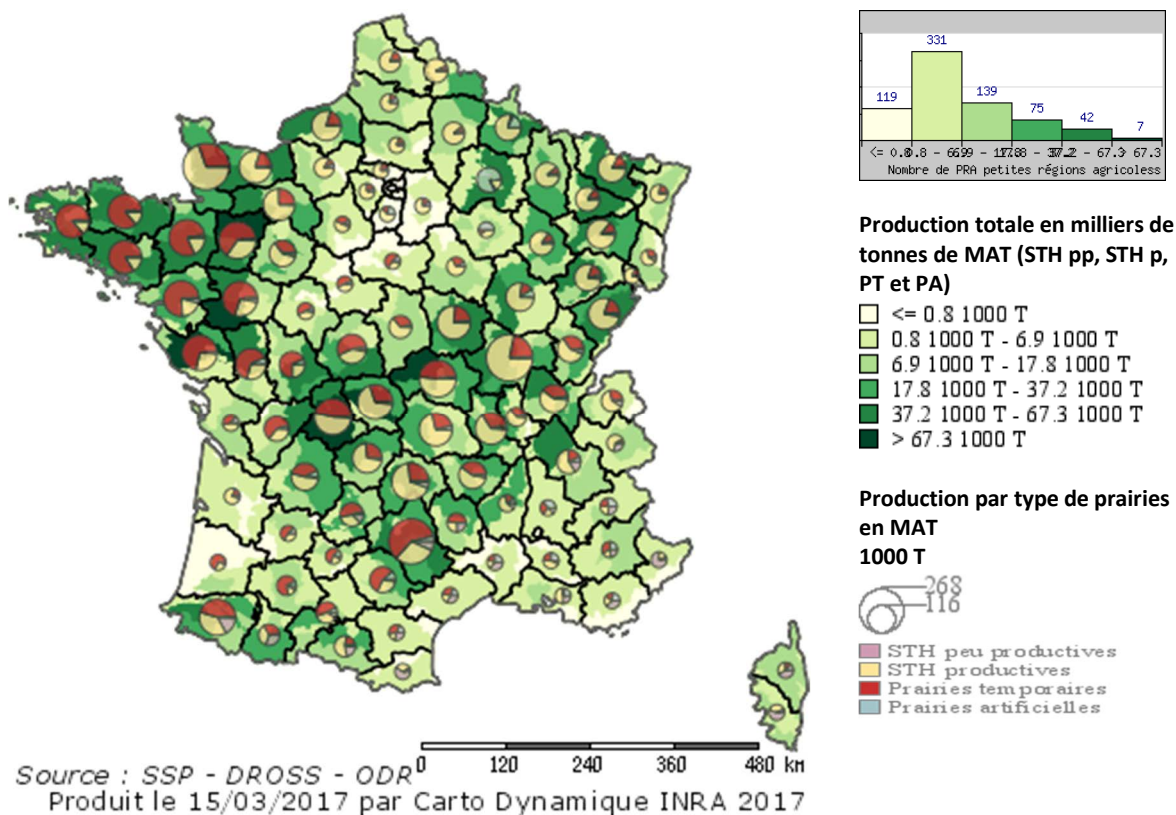 331
139
119
75
42
7
Nombre de PRA petites régions agricoless
Production totale en milliers de
tonnes de MAT (STH pp, STH p,
PT et PA)
<= 0.8 1000 T
0.8 1000 T - 6.9 1000 T
6.9 1000 T - 17.8 1000 T
17.8 1000 T - 37.2 1000 T
37.2 1000 T - 67.3 1000 T
> 67.3 1000 T
Production par type de prairies
en MAT
1000 T
268
116
STH peu productives
STH productives
Prairies temporaires
Prairies artificielles
0 120 240 360 480 km
Source : SSP - DROSS - ODR
Produit le 15/03/2017 par Carto Dynamique INRA 2017